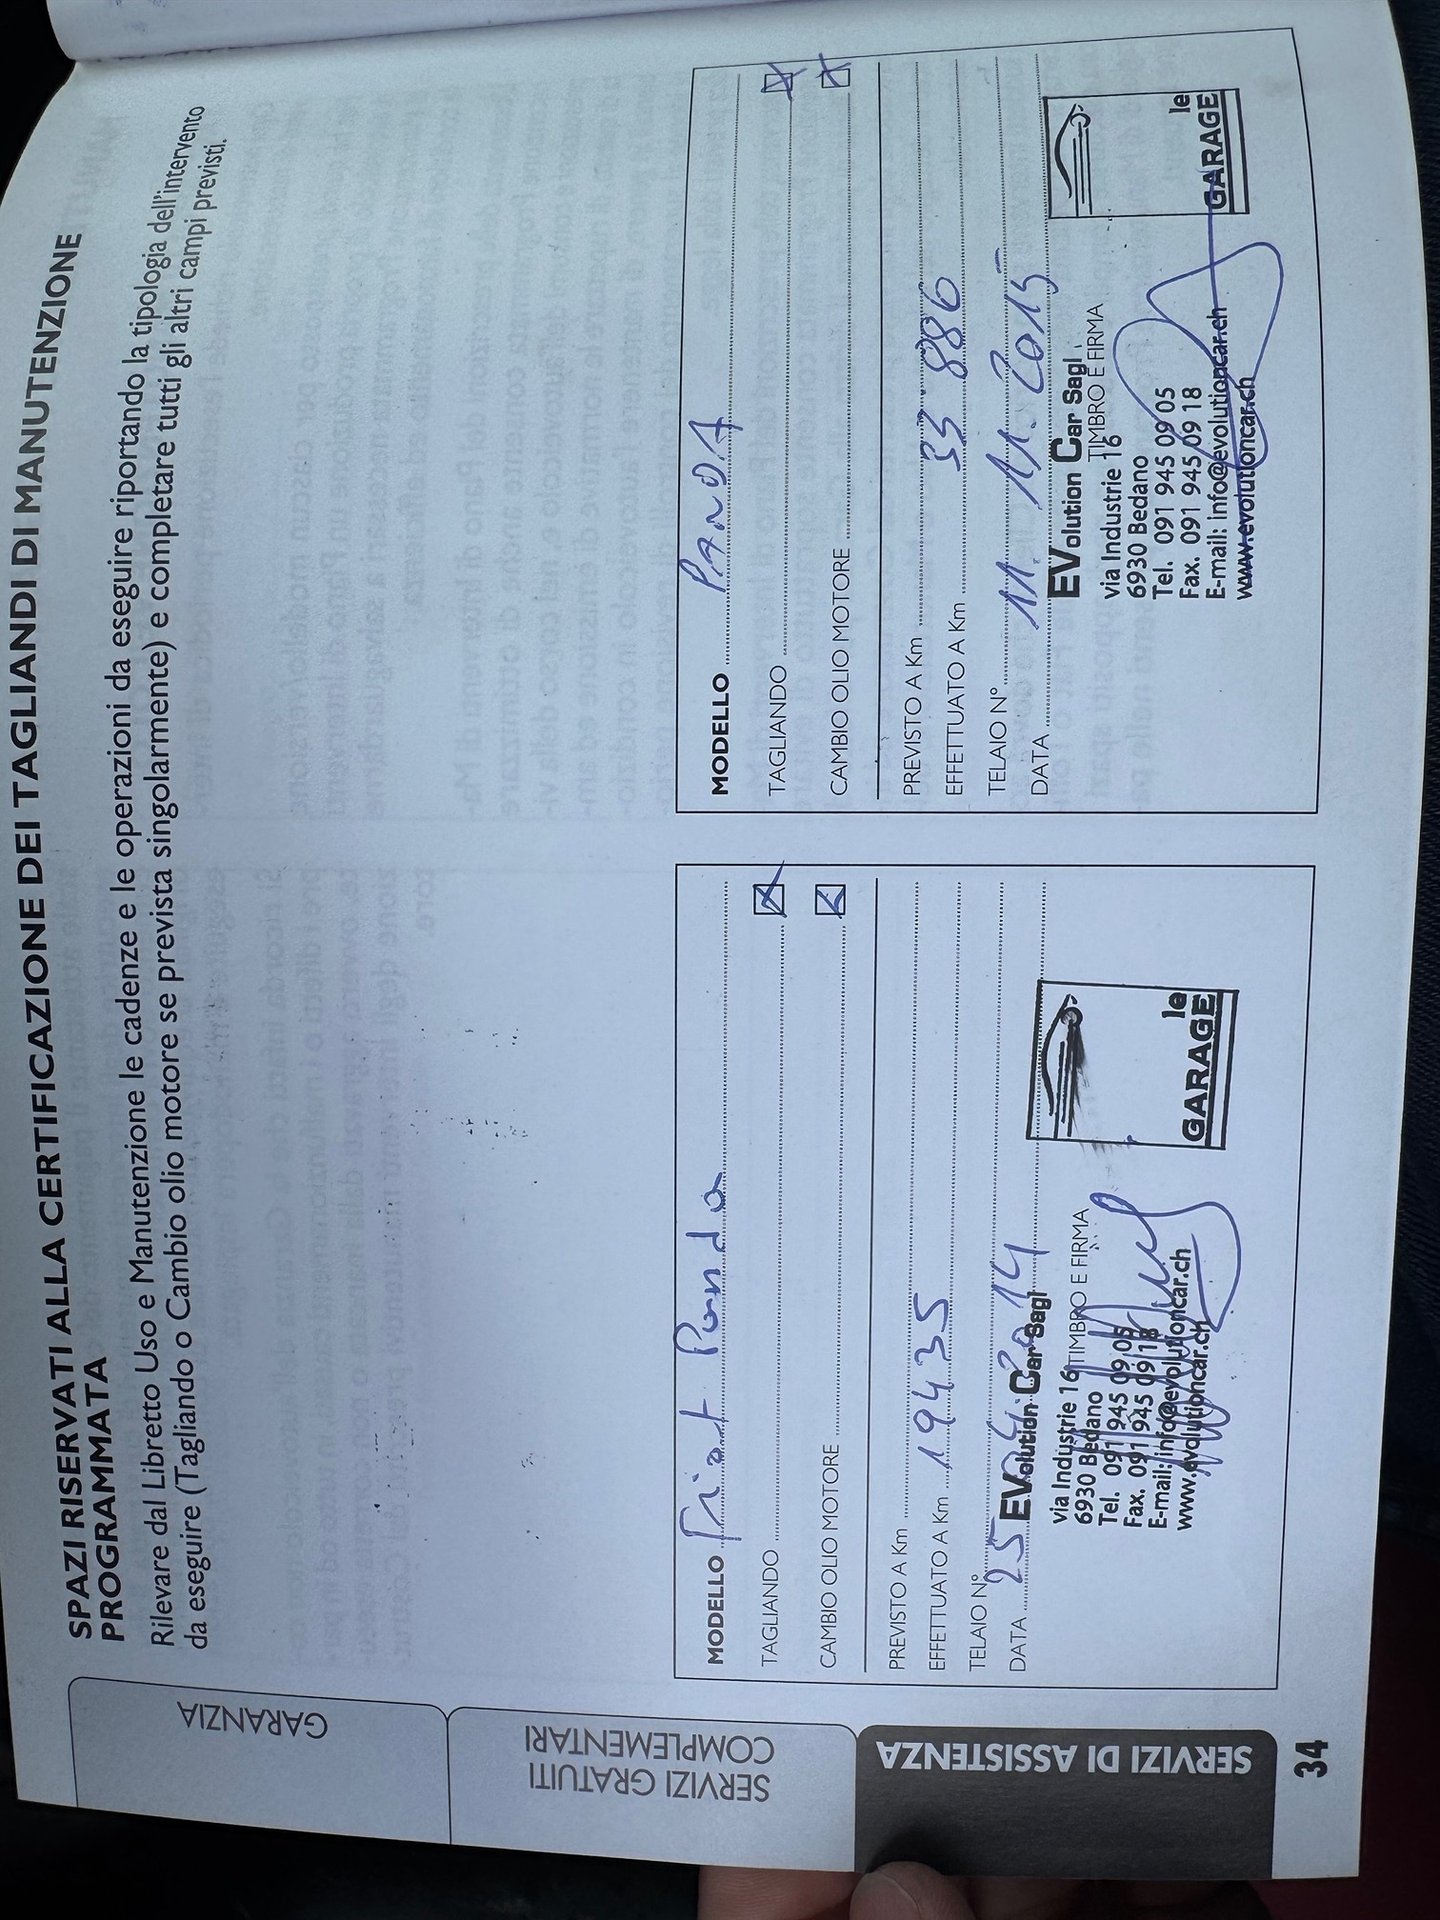 SPAZI RISERVATI ALLA CERTIFICAZIONE DEI TAGLIANDI DI MANUTENZIONE
PROGRAMMATA
Rilevare dal Libretto Uso e Manutenzione le cadenze e le operazioni da eseguire riportando la tipologia dell'intervento
da eseguire (Tagliando o Cambio olio motore se prevista singolarmente) e completare tutti gli altri campi previsti.
GARANZIA
SERVIZI GRATUITI
COMPLEMENTARI
SERVIZI DI ASSISTENZA
MODELLO Fiat Panda
TAGLIANDO
CAMBIO OLIO MOTORE
PREVISTO A Km
EFFETTUATO A Km 19435
TELAIO N°
DATA 25 04.2014
EVolution Car Sagl
TIMBRO E FIRMA
via Industrie 16
6930 Bedano
Tel. 091 945 09 05
Fax. 091 945 09 18
E-mail: info@evolutioncar.ch
www.evolutioncar.ch
le
GARAGE
MODELLO PANDA
TAGLIANDO
CAMBIO OLIO MOTORE
PREVISTO A Km
EFFETTUATO A Km 33 886
TELAIO N°
DATA 11. 11. 2015
EVolution Car Sagl
TIMBRO E FIRMA
via Industrie 16
6930 Bedano
Tel. 091 945 09 05
Fax. 091 945 09 18
E-mail: info@evolutioncar.ch
www.evolutioncar.ch
le
GARAGE
34